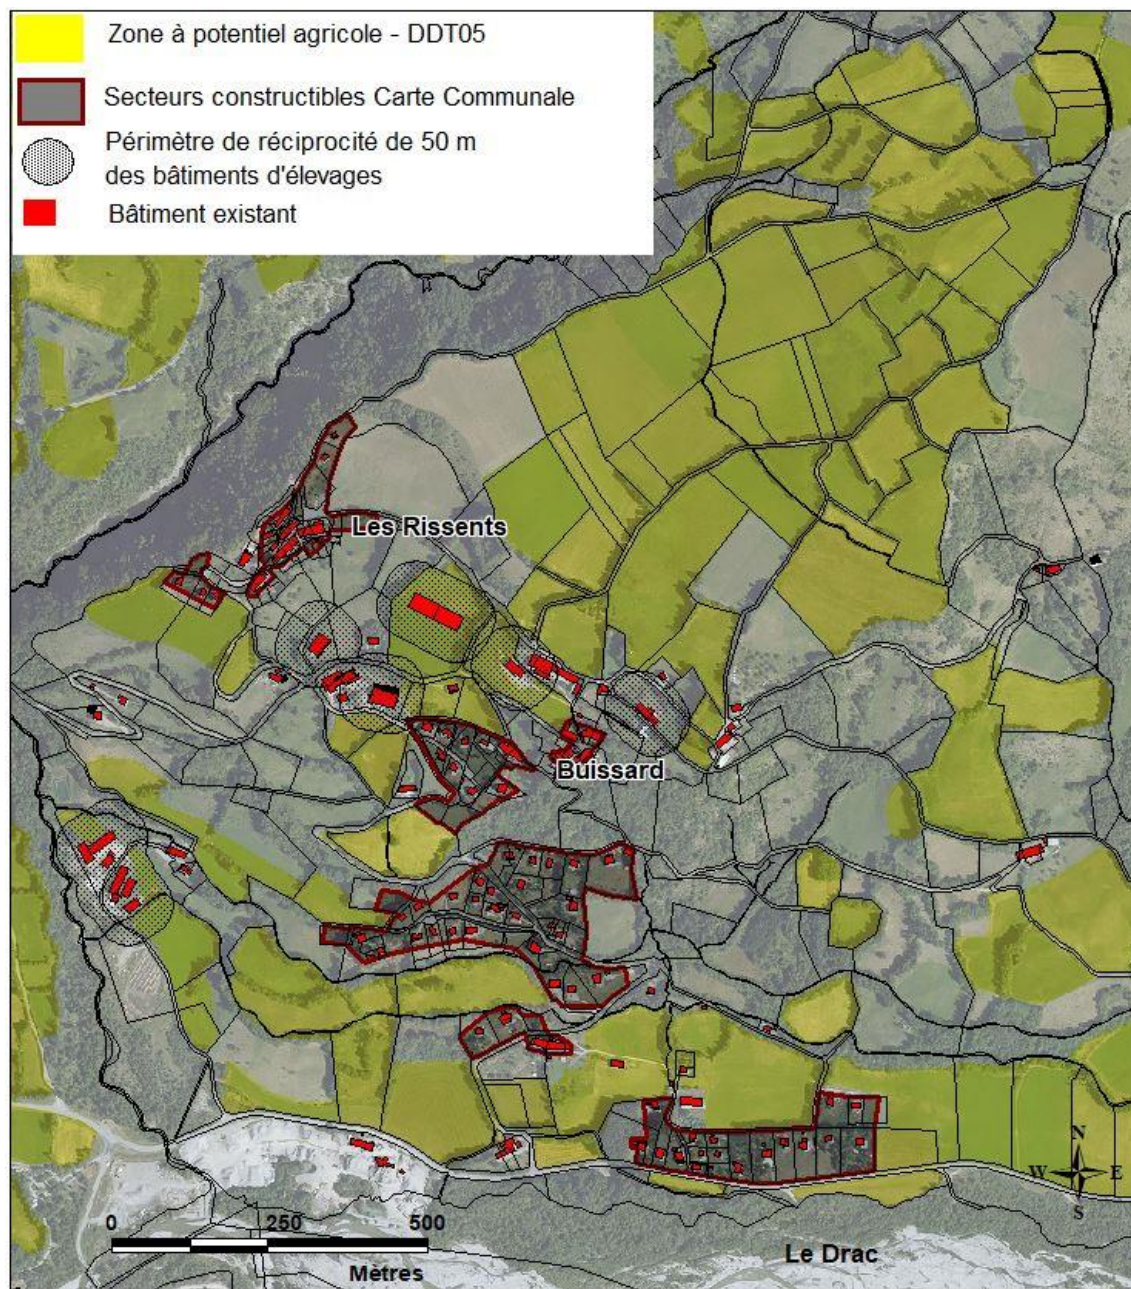 Zone à potentiel agricole - DDT05
Secteurs constructibles Carte Communale
Périmètre de réciprocité de 50 m
des bâtiments d'élevages
Bâtiment existant
Les Rissents
Buissard
N
W E
S
0 250 500
Mètres
Le Drac